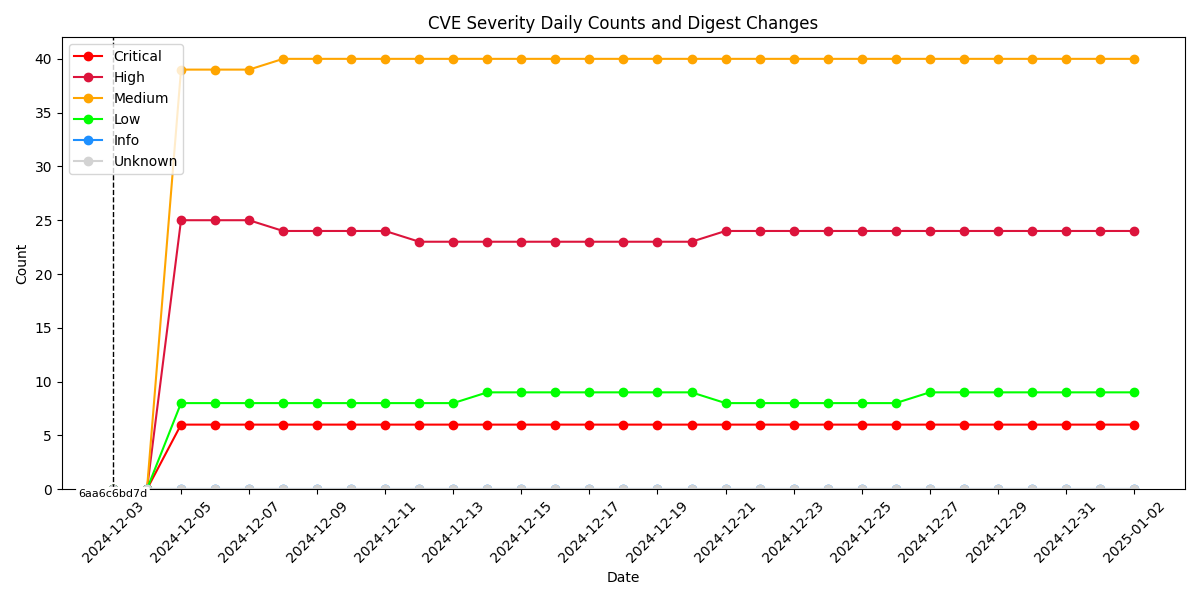 CVE Severity Daily Counts and Digest Changes
Critical
High
Medium
Low
Info
Unknown
Count
40
35
30
25
20
15
10
5
0
6aa6c6bd7d
2024-12-03
2024-12-05
2024-12-07
2024-12-09
2024-12-11
2024-12-13
2024-12-15
2024-12-17
2024-12-19
2024-12-21
2024-12-23
2024-12-25
2024-12-27
2024-12-29
2024-12-31
2025-01-02
Date